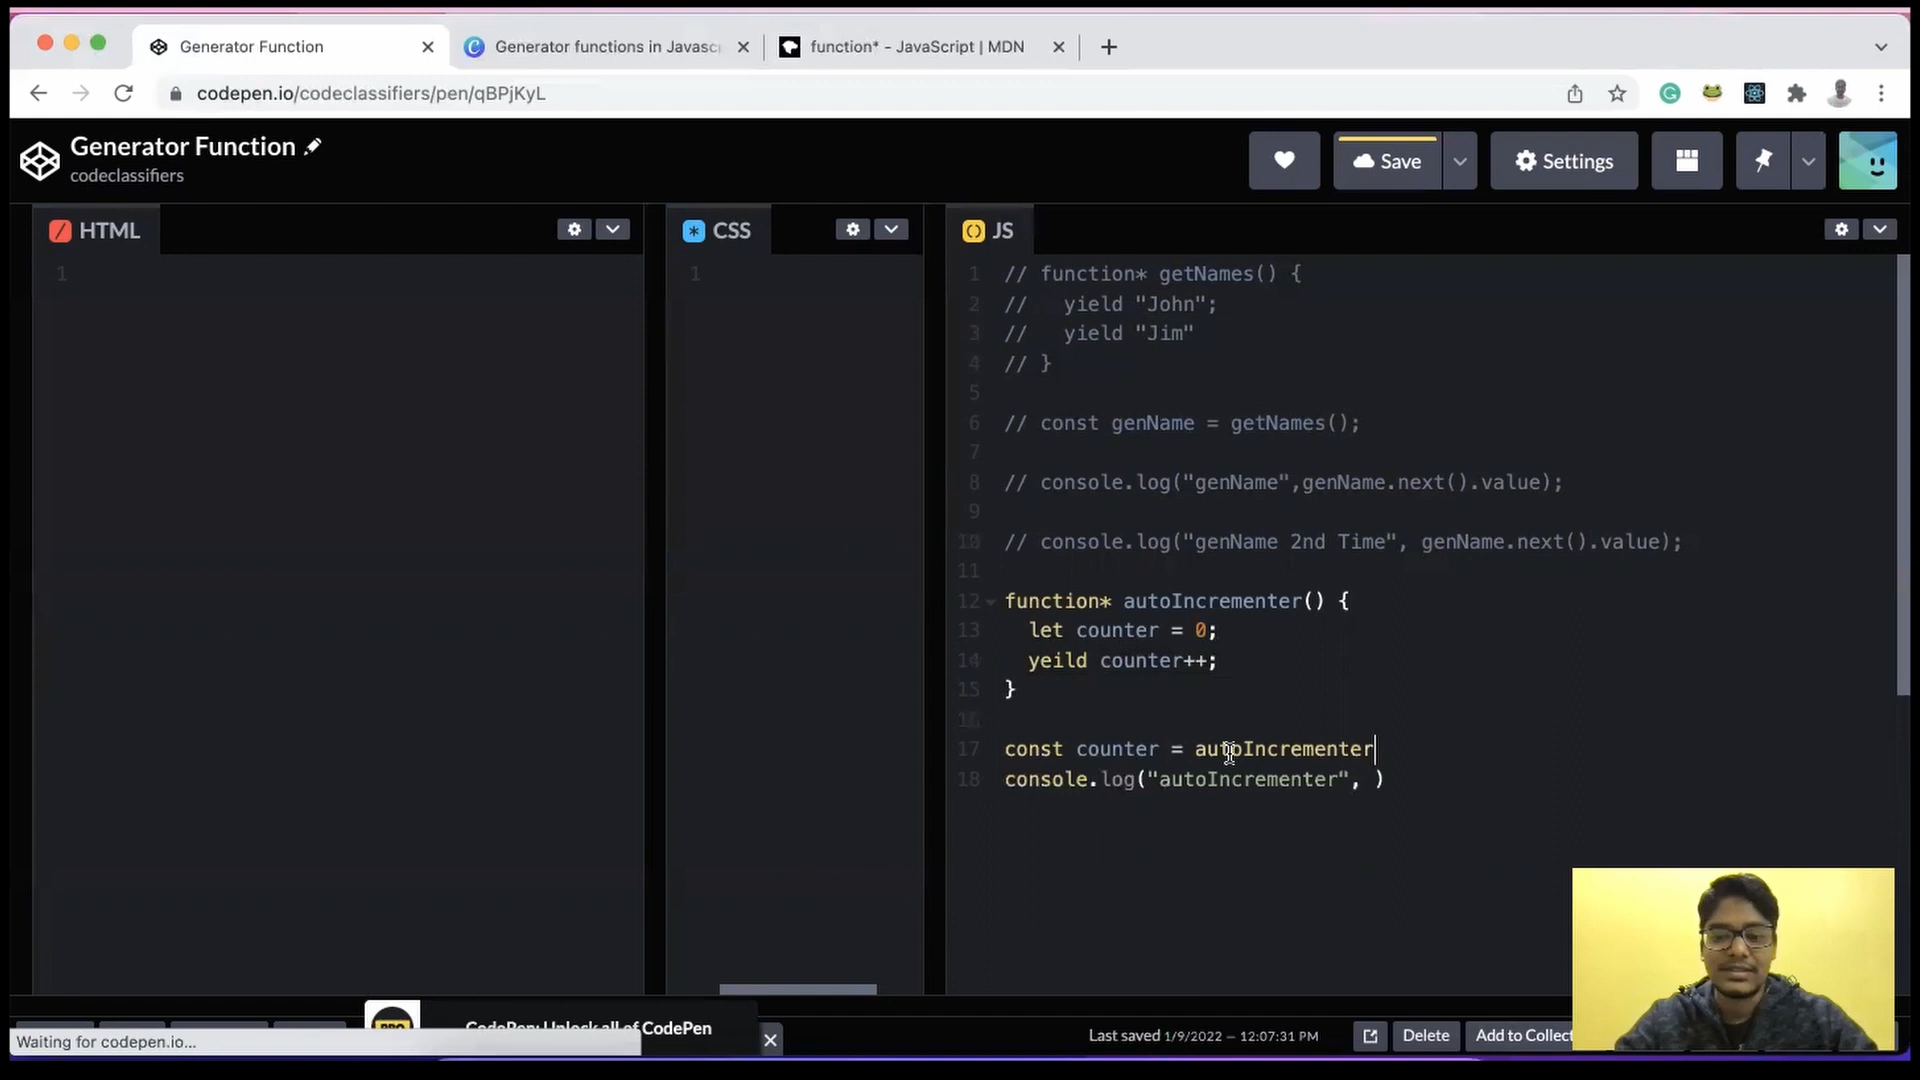 Generator Function
Generator functions in Javasc
function* - JavaScript | MDN
codepen.io/codeclassifiers/pen/qBPjKyL
Generator Function
codeclassifiers
Save
Settings
HTML
CSS
JS
1
1
1 // function* getNames() {
2 //   yield "John";
3 //   yield "Jim"
4 // }
5
6 // const genName = getNames();
7
8 // console.log("genName",genName.next().value);
9
10 // console.log("genName 2nd Time", genName.next().value);
11
12 function* autoIncrementer() {
13   let counter = 0;
14   yeild counter++;
15 }
16
17 const counter = autoIncrementer
18 console.log("autoIncrementer", )
CodePen: Unlock all of CodePen
Waiting for codepen.io...
Last saved 1/9/2022 — 12:07:31 PM
Delete
Add to Collect